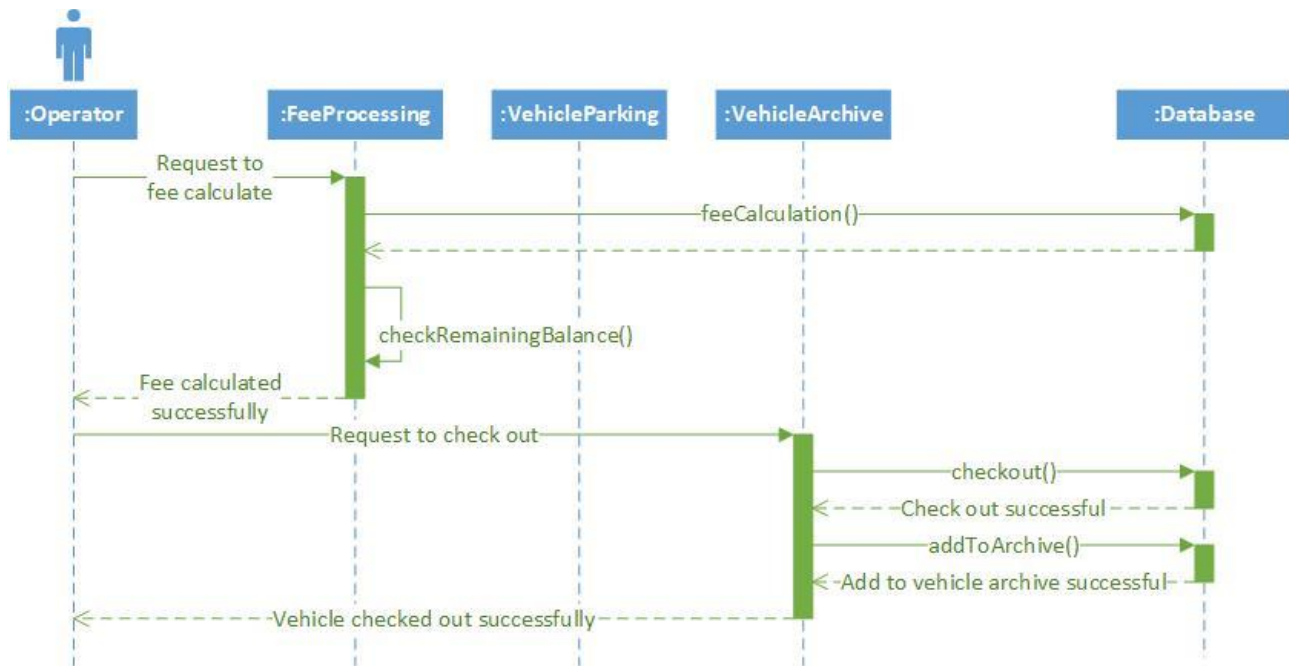 :Operator
:FeeProcessing
:VehicleParking
:VehicleArchive
:Database
Request to
fee calculate
feeCalculation()
checkRemainingBalance()
Fee calculated
successfully
Request to check out
checkout()
Check out successful
addToArchive()
Add to vehicle archive successful
Vehicle checked out successfully